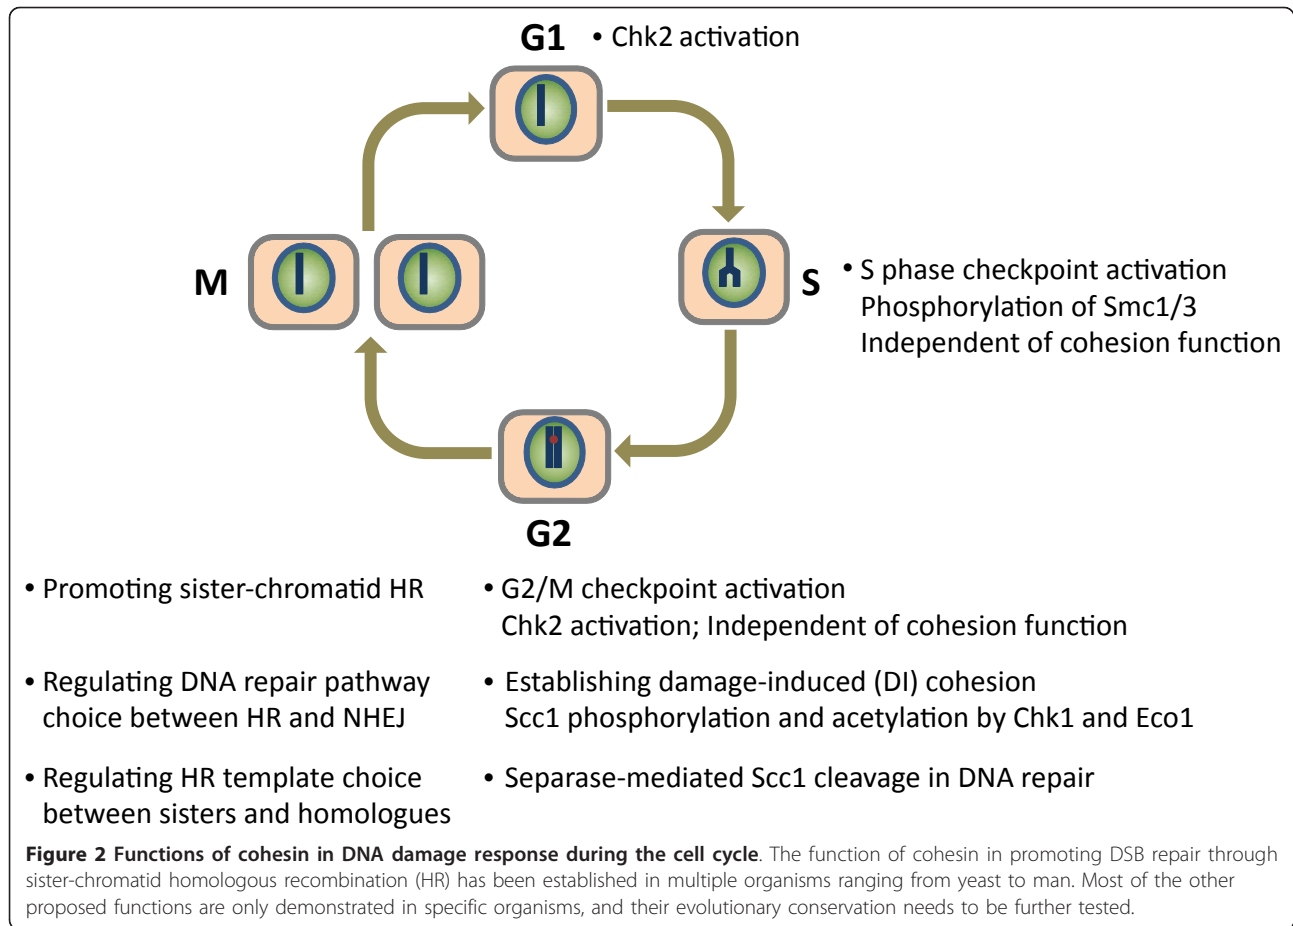 G1 • Chk2 activation
M
S
• S phase checkpoint activation
Phosphorylation of Smc1/3
Independent of cohesion function
G2
• Promoting sister-chromatid HR
• Regulating DNA repair pathway
choice between HR and NHEJ
• Regulating HR template choice
between sisters and homologues
• G2/M checkpoint activation
Chk2 activation; Independent of cohesion function
• Establishing damage-induced (DI) cohesion
Scc1 phosphorylation and acetylation by Chk1 and Eco1
• Separase-mediated Scc1 cleavage in DNA repair
Figure 2 Functions of cohesin in DNA damage response during the cell cycle. The function of cohesin in promoting DSB repair through
sister-chromatid homologous recombination (HR) has been established in multiple organisms ranging from yeast to man. Most of the other
proposed functions are only demonstrated in specific organisms, and their evolutionary conservation needs to be further tested.